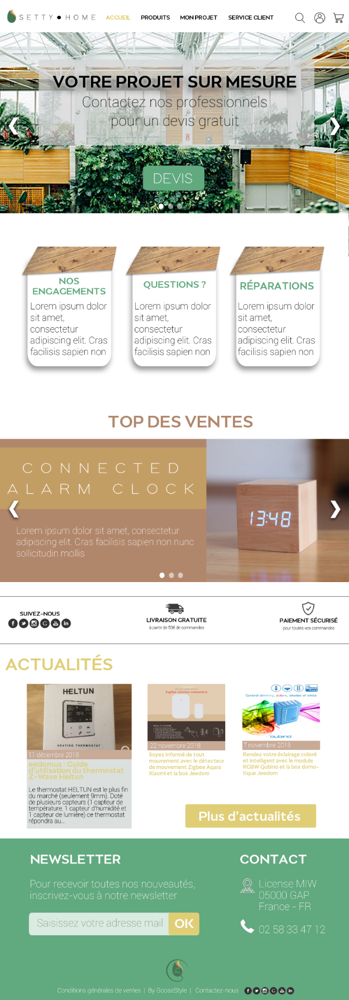 SETTY●HOME
ACCUEIL PRODUITS MON PROJET SERVICE CLIENT
VOTRE PROJET SUR MESURE
Contactez nos professionnels
pour un devis gratuit
DEVIS
NOS
ENGAGEMENTS
Lorem ipsum dolor
sit amet,
consectetur
adipiscing elit. Cras
facilisis sapien non
QUESTIONS ?
Lorem ipsum dolor
sit amet,
consectetur
adipiscing elit. Cras
facilisis sapien non
RÉPARATIONS
Lorem ipsum dolor
sit amet,
consectetur
adipiscing elit. Cras
facilisis sapien non
TOP DES VENTES
CONNECTED
ALARM CLOCK
Lorem ipsum dolor sit amet, consectetur
adipiscing elit. Cras facilisis sapien non nunc
sollicitudin mollis
13:48
SUIVEZ-NOUS
LIVRAISON GRATUITE
à partir de 50€ de commandes
PAIEMENT SÉCURISÉ
pour toutes vos commandes
ACTUALITÉS
HELTUN
HEATING THERMOSTAT
11 décembre 2018
eedomus : Guide
d'utilisation du thermostat
Z-Wave Heltun
Le thermostat HELTUN est le plus fin
du marché (seulement 9mm). Doté
de plusieurs capteurs (1 capteur de
température, 1 capteur d'humidité et
1 capteur de lumière) ce thermostat
répondra au...
ZigBee wireless connection
22 novembre 2018
Soyez informé de tout
mouvement avec le détecteur
de mouvement Zigbee Aqara
Xiaomi et la box Jeedom
Control dimming, colors, shades of white
QUBINO
7 novembre 2018
Rendez votre éclairage coloré
et intelligent avec le module
RGBW Qubino et la box domo-
tique Jeedom
Plus d'actualités
NEWSLETTER
Pour recevoir toutes nos nouveautés,
inscrivez-vous à notre newsletter
Saisissez votre adresse mail OK
CONTACT
License MIW
05000 GAP
France - FR
02 58 33 47 12
Conditions générales de ventes | By GooseStyle | Contactez-nous